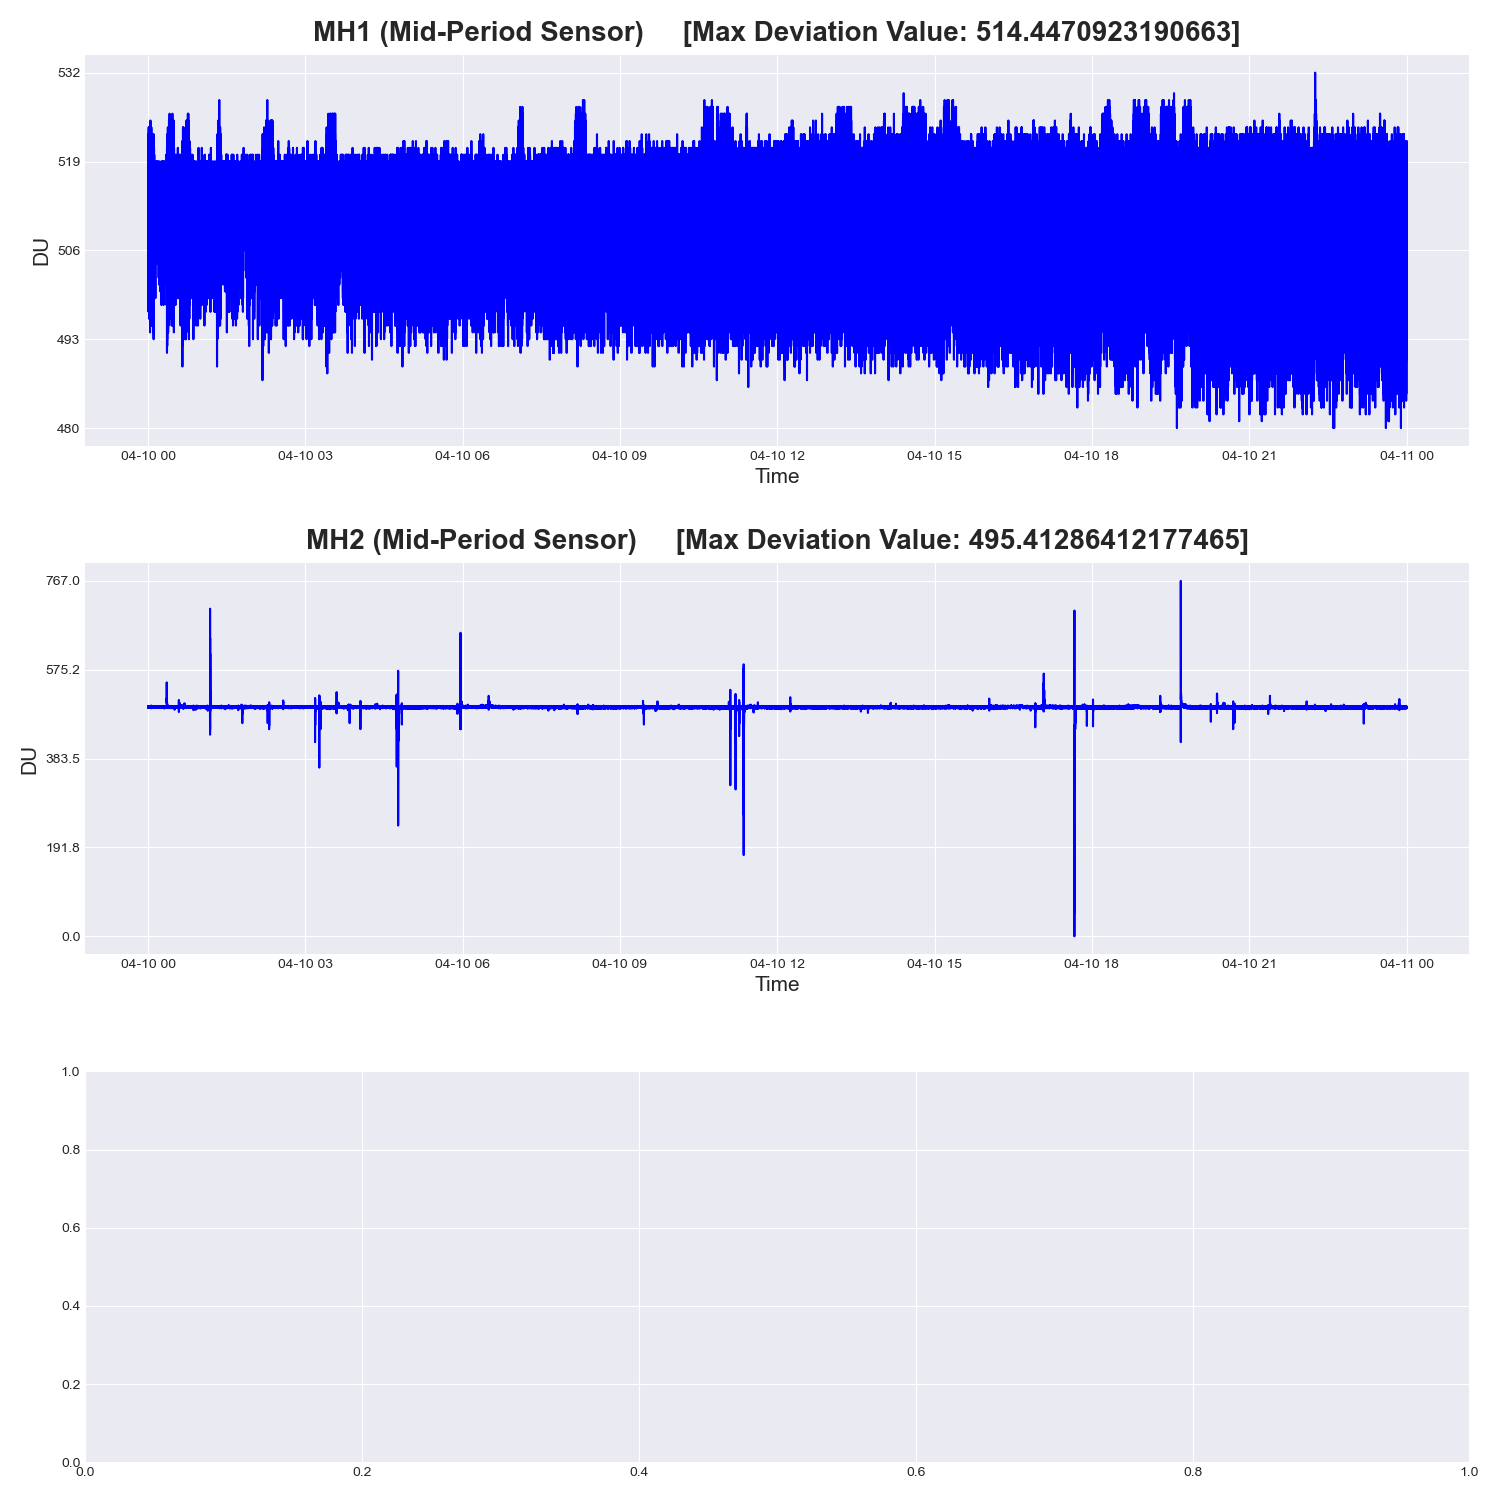 MH1 (Mid-Period Sensor) [Max Deviation Value: 514.4470923190663]
532
519
506
493
480
DU
04-10 00 04-10 03 04-10 06 04-10 09 04-10 12 04-10 15 04-10 18 04-10 21 04-11 00
Time
MH2 (Mid-Period Sensor) [Max Deviation Value: 495.41286412177465]
767.0
575.2
383.5
191.8
0.0
DU
04-10 00 04-10 03 04-10 06 04-10 09 04-10 12 04-10 15 04-10 18 04-10 21 04-11 00
Time
1.0
0.8
0.6
0.4
0.2
0.0
0.0 0.2 0.4 0.6 0.8 1.0